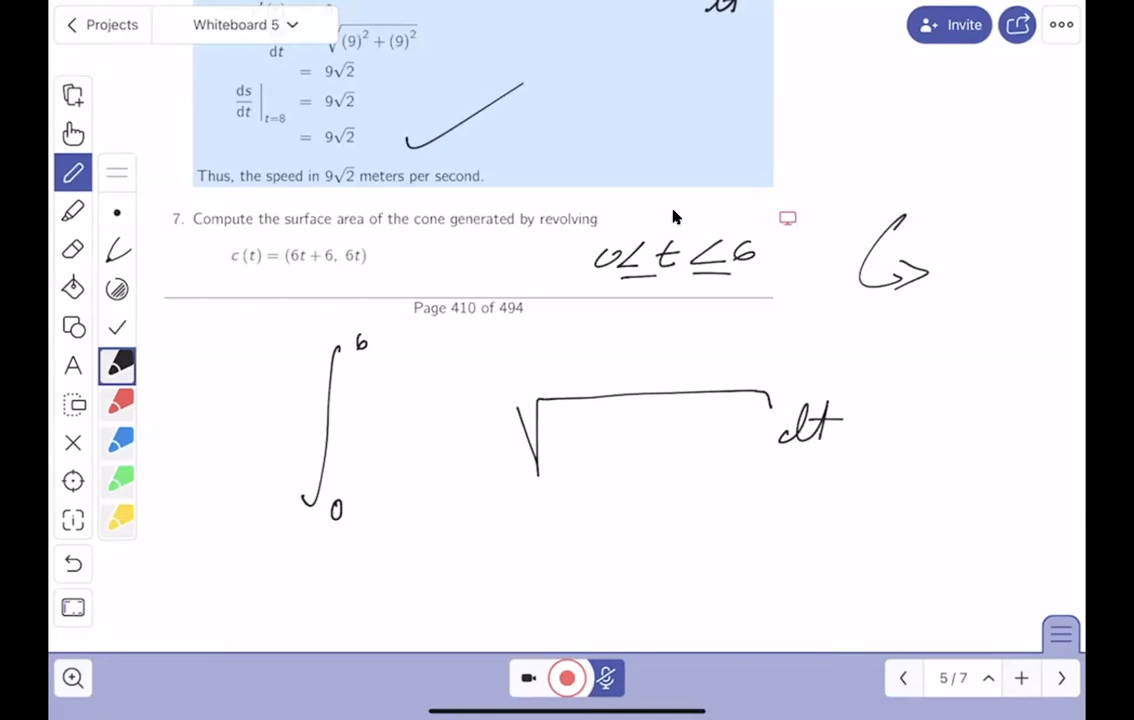 Projects
Whiteboard 5
Invite
dt
√(9)² + (9)²
= 9√2
ds/dt |t=8 = 9√2
= 9√2
Thus, the speed in 9√2 meters per second.
7. Compute the surface area of the cone generated by revolving
c (t) = (6t + 6, 6t)
0 ≤ t ≤ 6
Page 410 of 494
∫ 6
√ dt
0
5 / 7